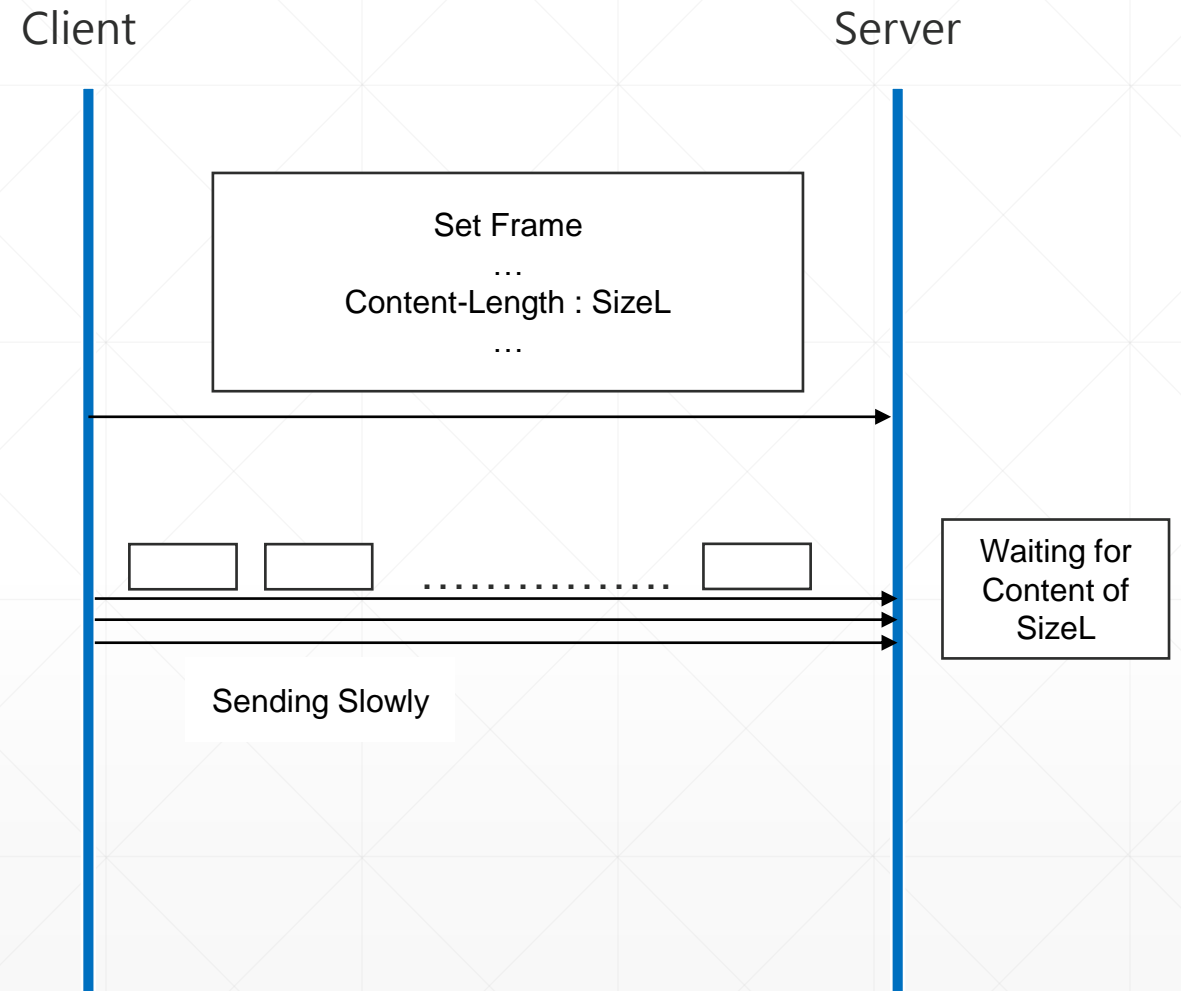 Client
Server
Set Frame
…
Content-Length : SizeL
…
Waiting for
Content of
SizeL
Sending Slowly